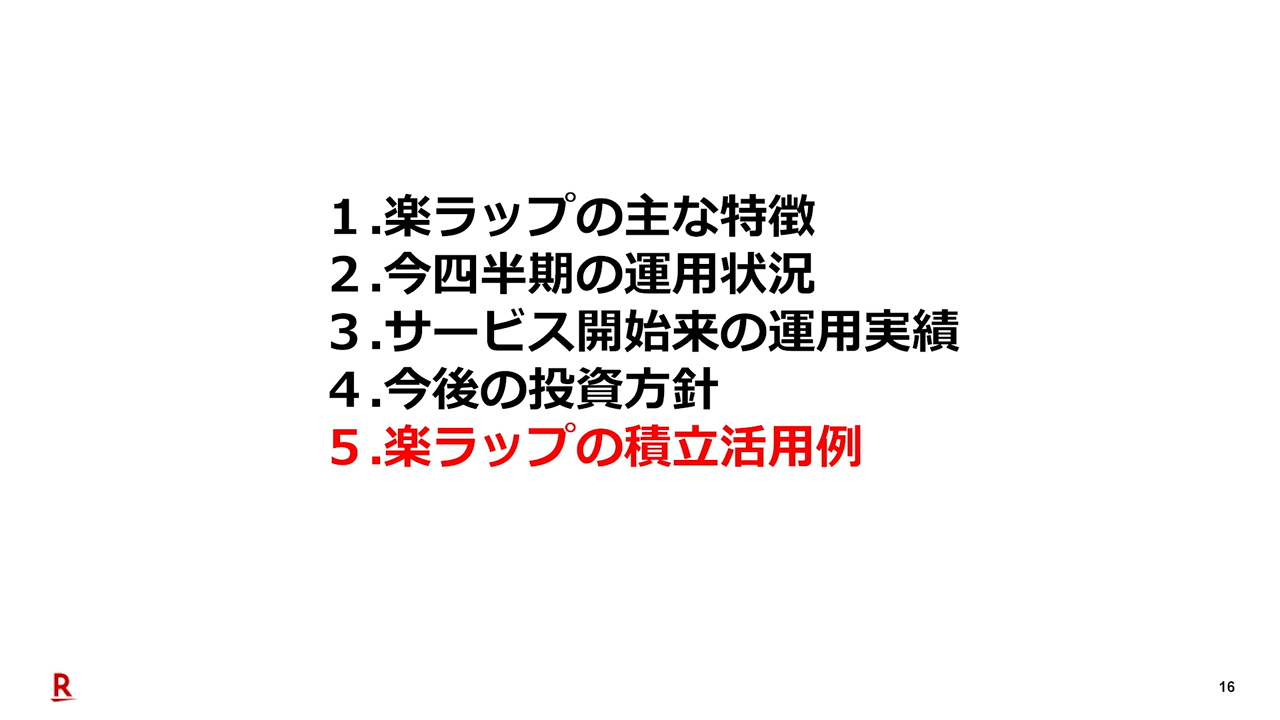 １.楽ラップの主な特徴
２.今四半期の運用状況
３.サービス開始来の運用実績
４.今後の投資方針
５.楽ラップの積立活用例
R
16